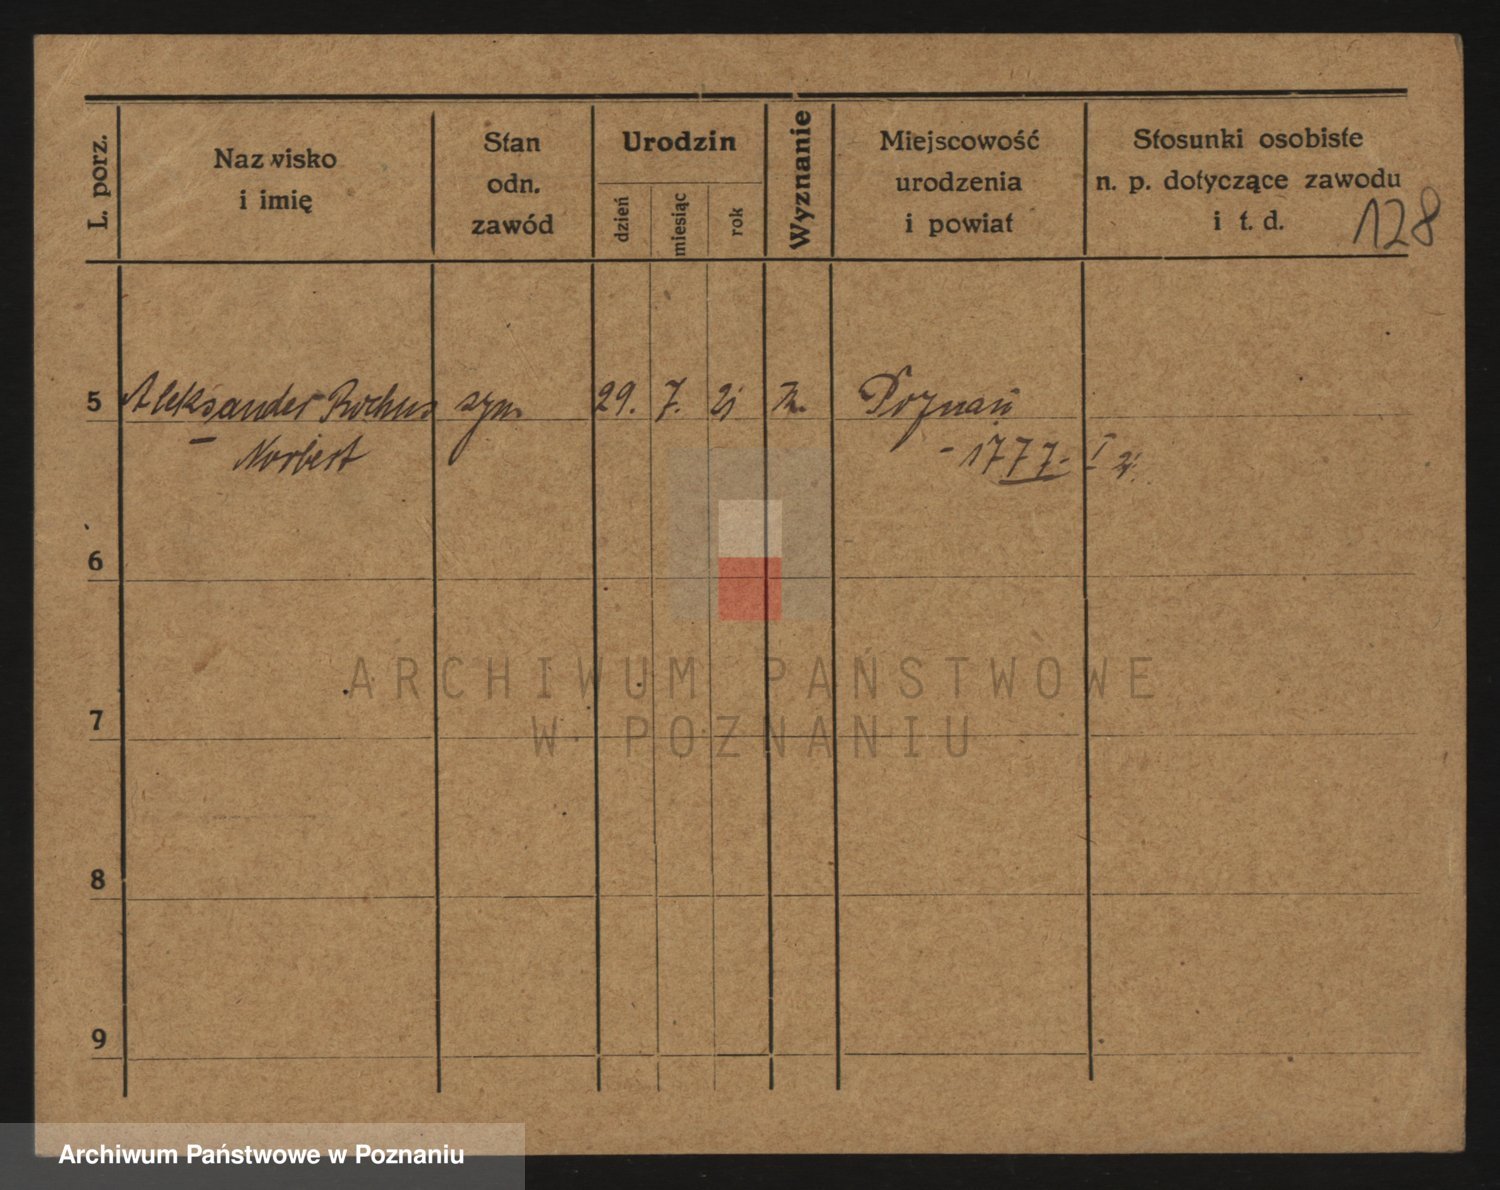 L. porz.
Nazwisko
i imię
Stan
odn.
zawód
Urodzin
dzień
miesiąc
rok
Wyznanie
Miejscowość
urodzenia
i powiat
Stosunki osobiste
n. p. dotyczące zawodu
i t. d.
128
5 Aleksander Rochus syn 29. 7. 21 Poznań
Norbert - 1777 - I 21.
6
7
8
9
ARCHIWUM PAŃSTWOWE
W POZNANIU
Archiwum Państwowe w Poznaniu